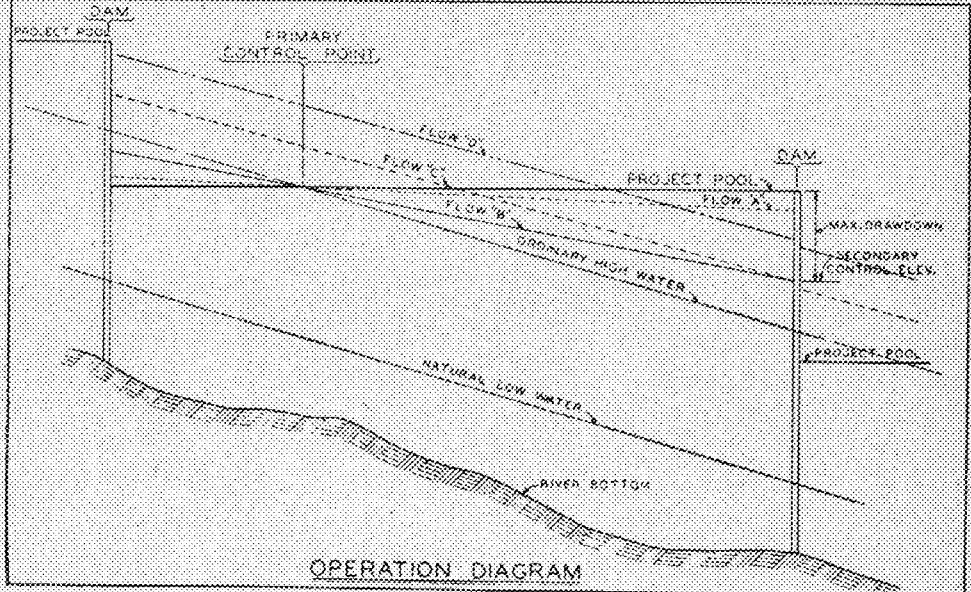 DAM
PROJECT POOL
PRIMARY
CONTROL POINT
FLOW "D"
DAM
FLOW "C"
PROJECT POOL
FLOW "A"
FLOW "B"
MAX. DRAWDOWN
ORDINARY HIGH WATER
SECONDARY
CONTROL ELEV.
PROJECT POOL
NATURAL LOW WATER
RIVER BOTTOM
OPERATION DIAGRAM